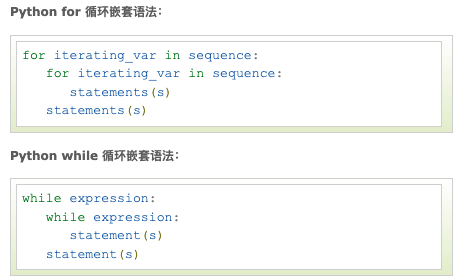 Python for 循环嵌套语法：
for iterating_var in sequence:
   for iterating_var in sequence:
      statements(s)
   statements(s)
Python while 循环嵌套语法：
while expression:
   while expression:
      statement(s)
   statement(s)